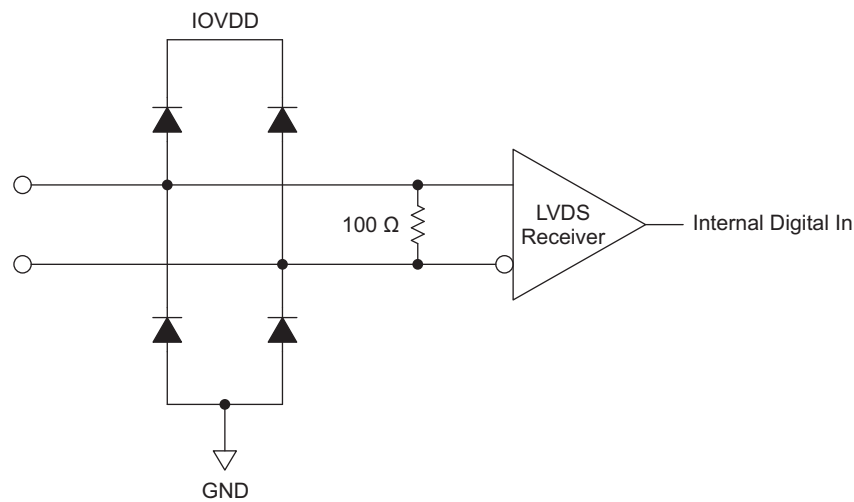 IOVDD
100 Ω
LVDS
Receiver
Internal Digital In
GND